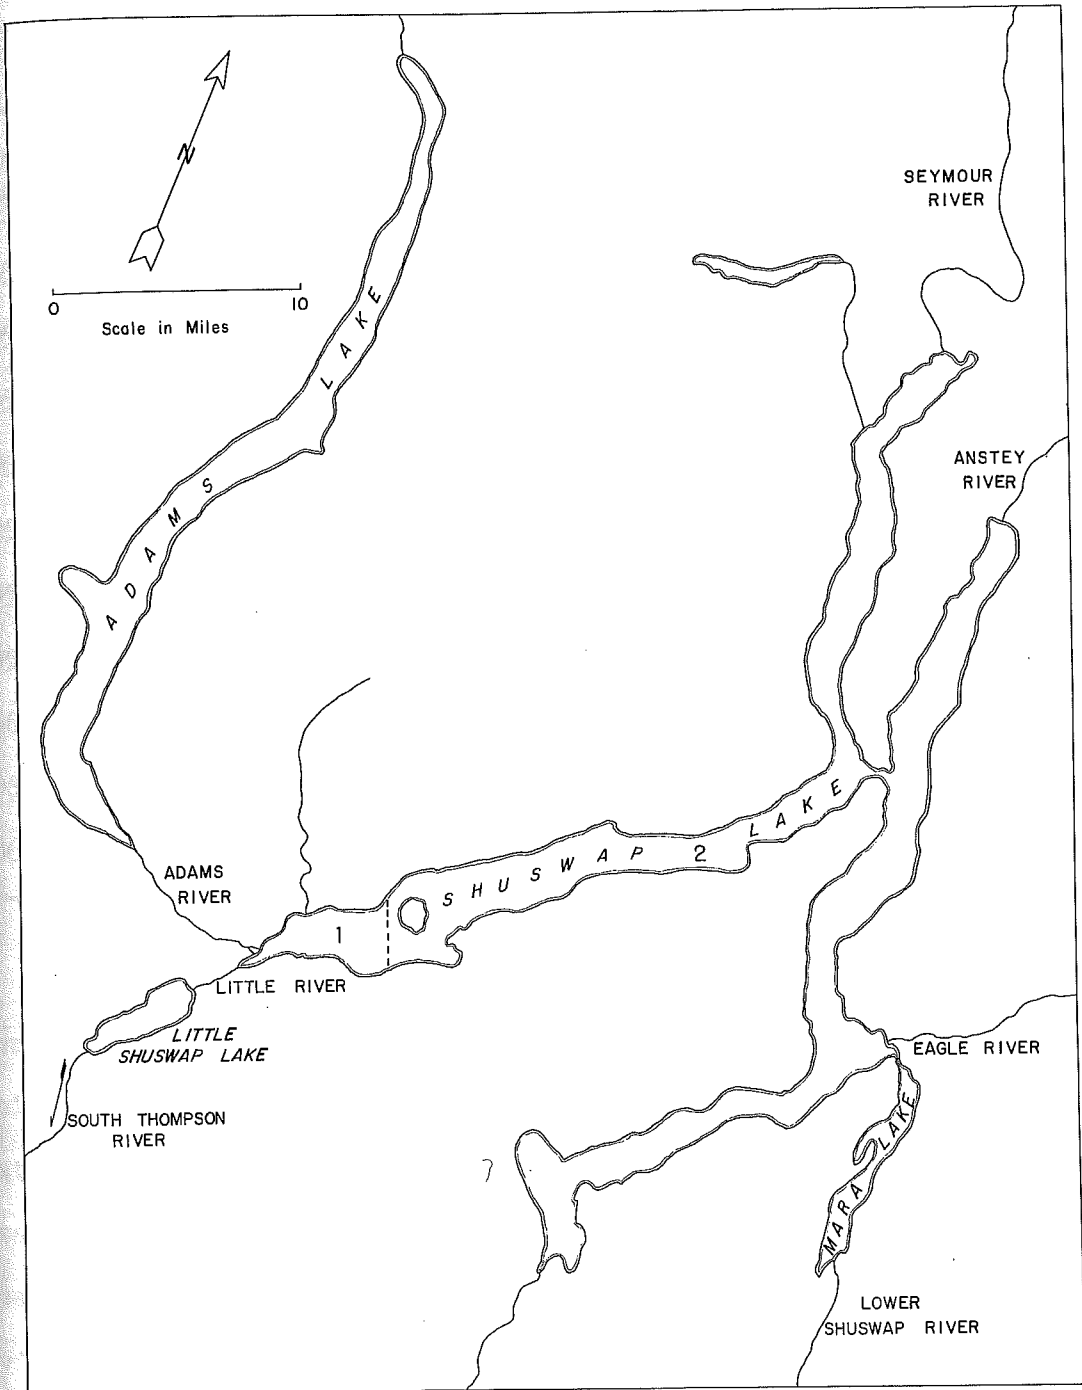 N
0 10
Scale in Miles
SEYMOUR
RIVER
ANSTEY
RIVER
ADAMS LAKE
ADAMS
RIVER
SHUSWAP 2 LAKE
1
LITTLE RIVER
LITTLE
SHUSWAP LAKE
SOUTH THOMPSON
RIVER
EAGLE RIVER
MARA LAKE
LOWER
SHUSWAP RIVER